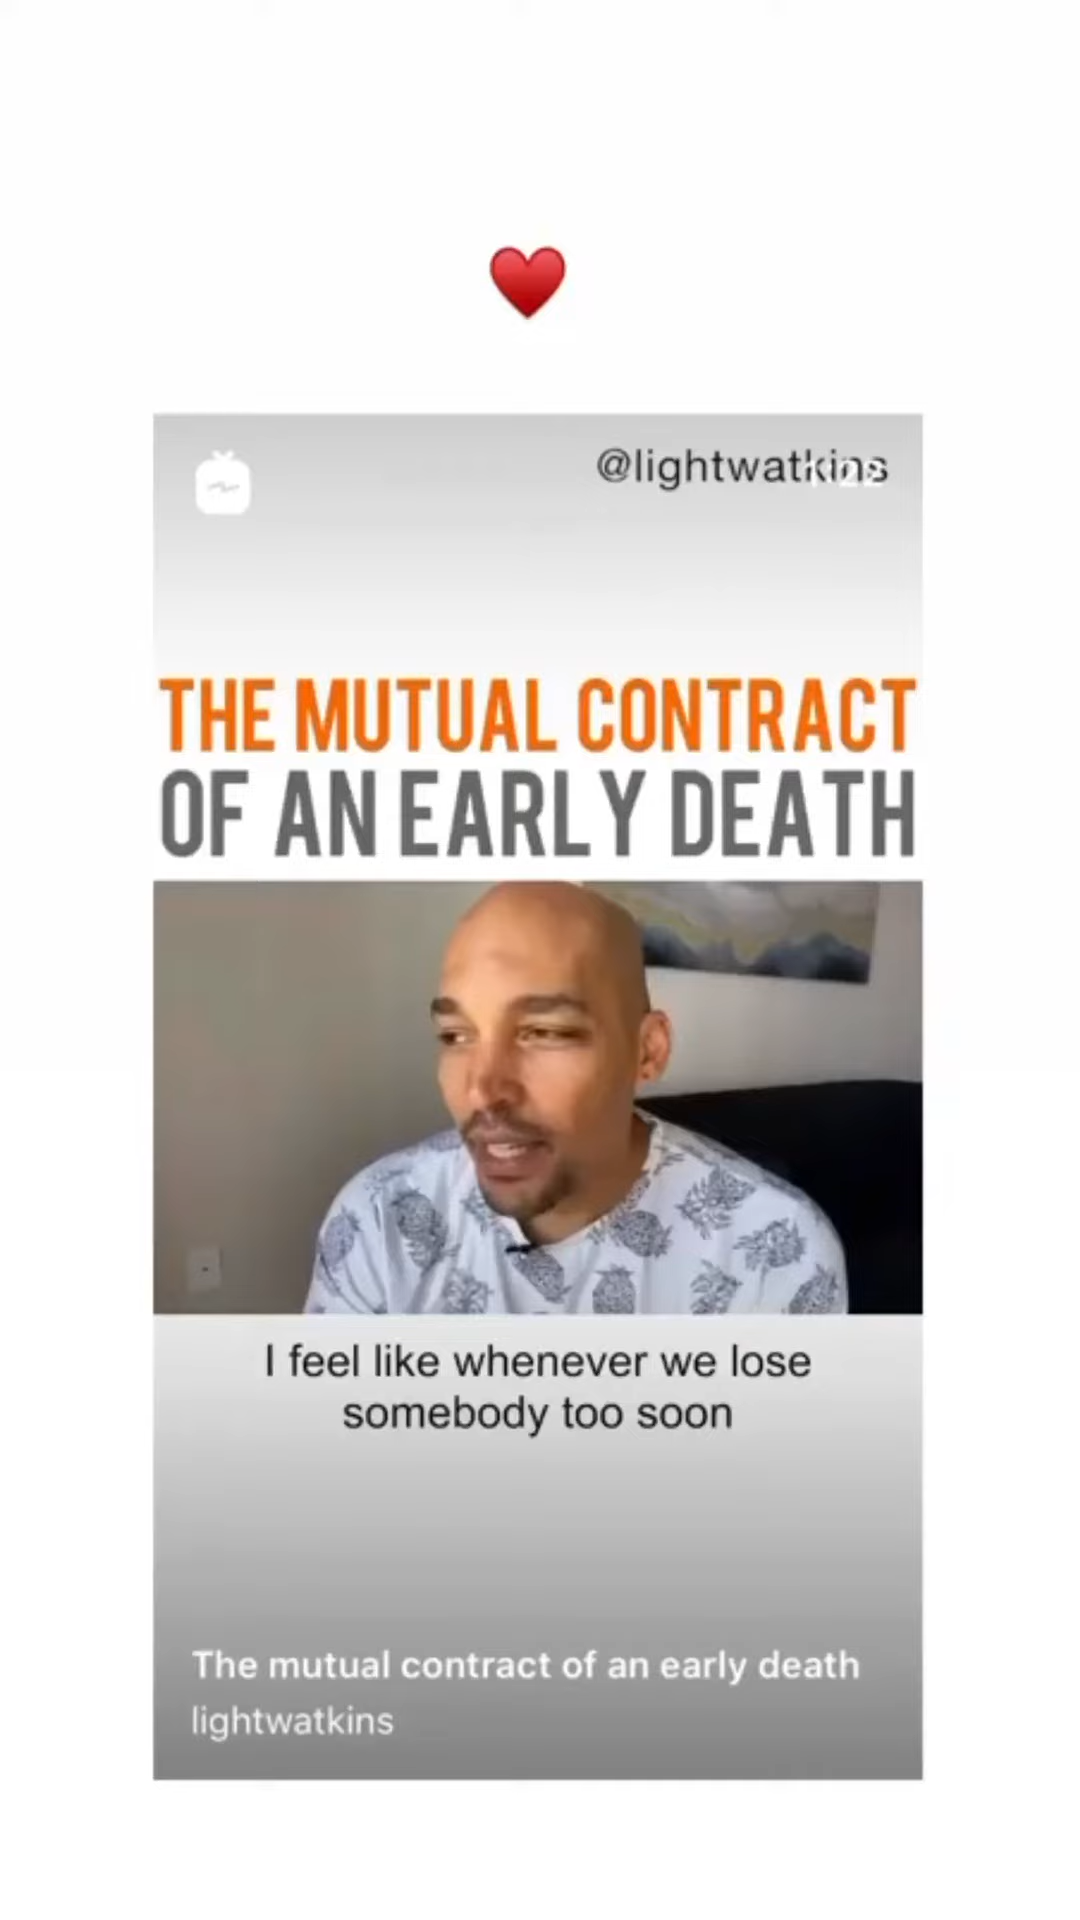 @lightwatkins
THE MUTUAL CONTRACT
OF AN EARLY DEATH
I feel like whenever we lose
somebody too soon
The mutual contract of an early death
lightwatkins